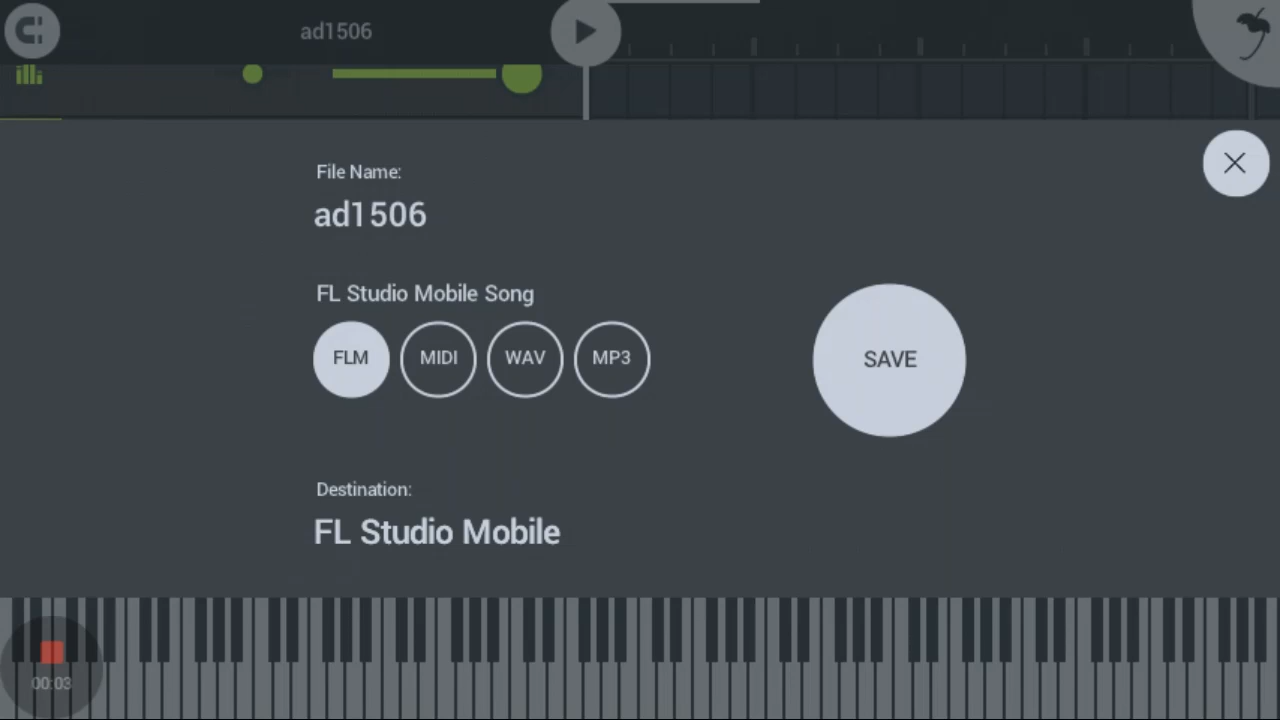 ad1506
File Name:
ad1506
FL Studio Mobile Song
FLM MIDI WAV MP3
SAVE
Destination:
FL Studio Mobile
00:03